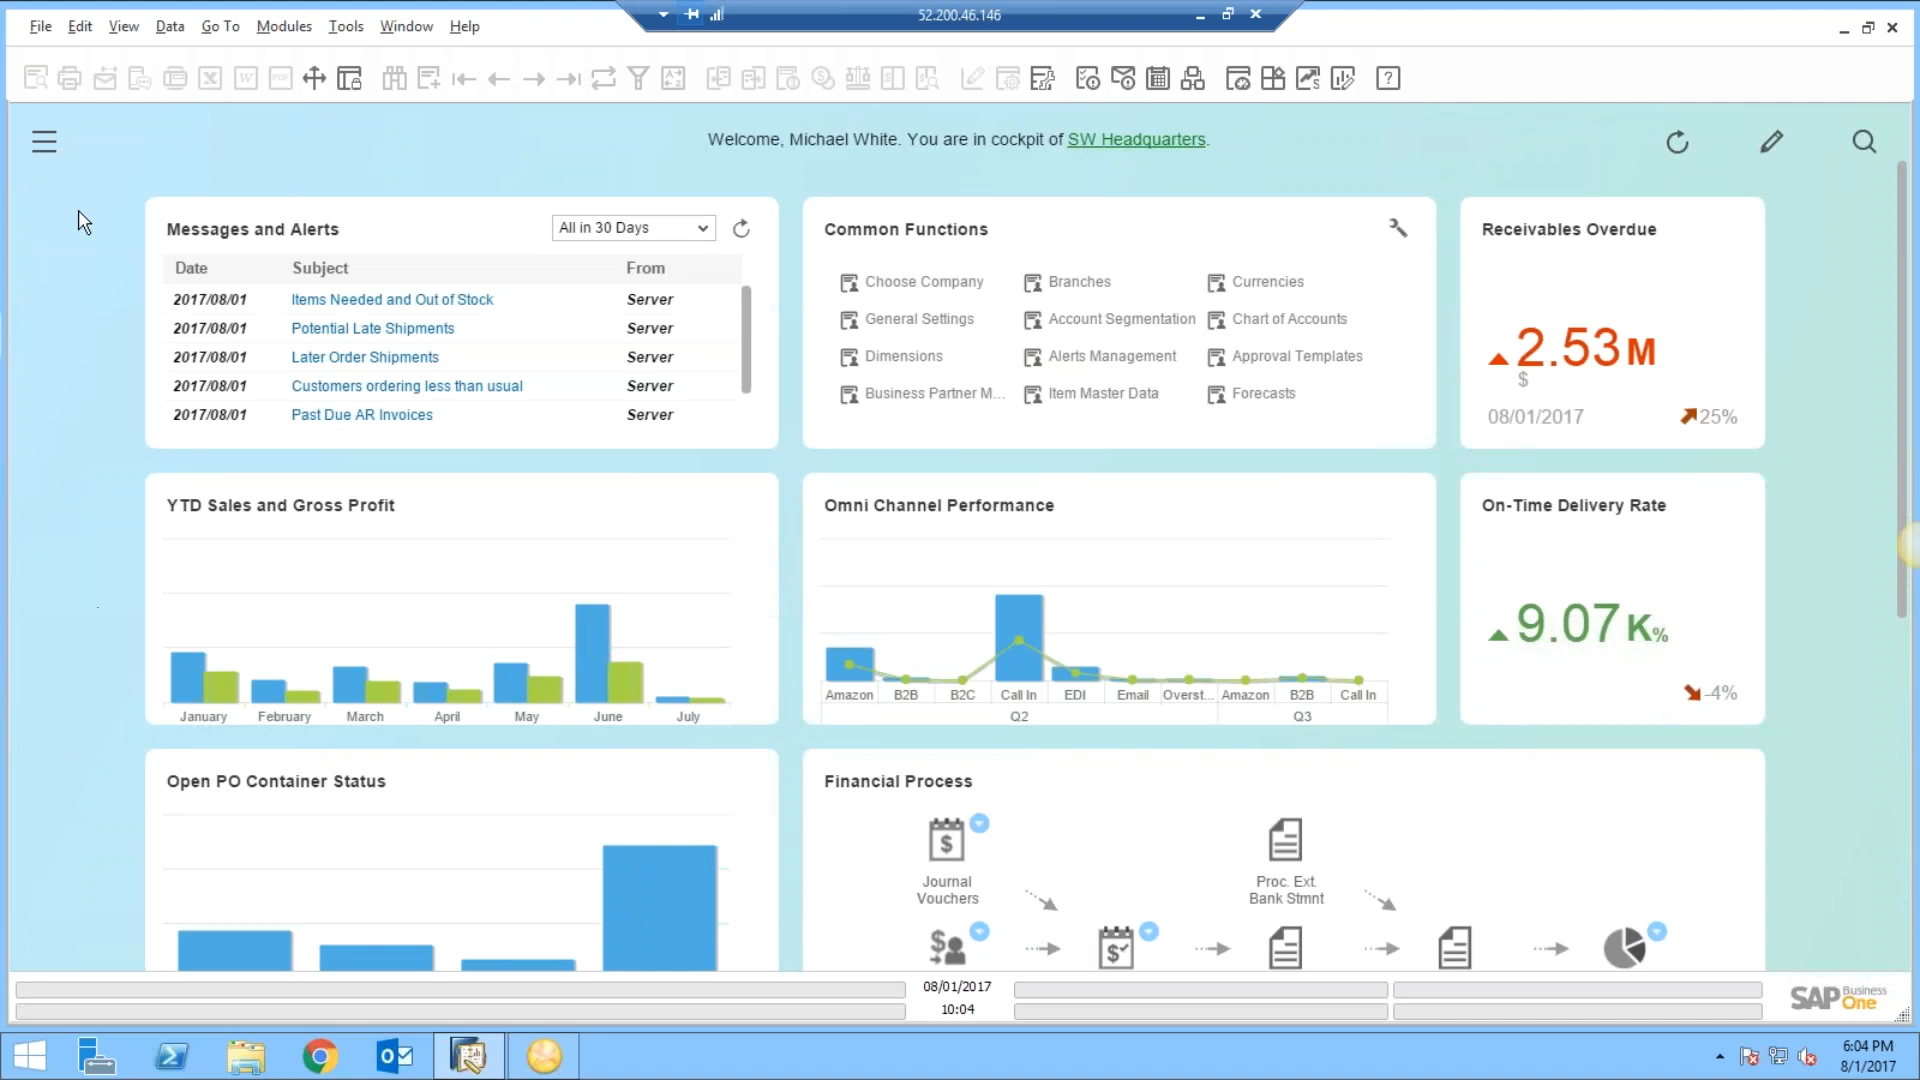 52.200.46.146
File Edit View Data Go To Modules Tools Window Help
Welcome, Michael White. You are in cockpit of SW Headquarters.
Messages and Alerts
All in 30 Days
Date Subject From
2017/08/01 Items Needed and Out of Stock Server
2017/08/01 Potential Late Shipments Server
2017/08/01 Later Order Shipments Server
2017/08/01 Customers ordering less than usual Server
2017/08/01 Past Due AR Invoices Server
Common Functions
Choose Company Branches Currencies
General Settings Account Segmentation Chart of Accounts
Dimensions Alerts Management Approval Templates
Business Partner M... Item Master Data Forecasts
Receivables Overdue
2.53 M
$
08/01/2017 25%
YTD Sales and Gross Profit
January February March April May June July
Omni Channel Performance
Amazon B2B B2C Call In EDI Email Overst... Amazon B2B Call In
Q2 Q3
On-Time Delivery Rate
9.07 K%
-4%
Open PO Container Status
Financial Process
Journal
Vouchers
Proc. Ext.
Bank Stmnt
08/01/2017
10:04
SAP Business
One
6:04 PM
8/1/2017